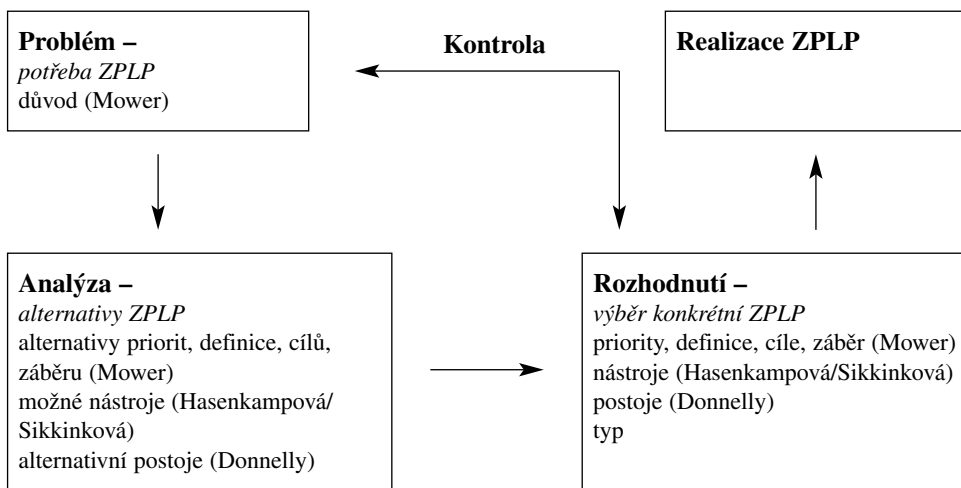 Problém –
potřeba ZPLP
důvod (Mower)
Kontrola
Realizace ZPLP
Analýza –
alternativy ZPLP
alternativy priorit, definice, cílů,
záběru (Mower)
možné nástroje (Hasenkampová/
Sikkinková)
alternativní postoje (Donnelly)
Rozhodnutí –
výběr konkrétní ZPLP
priority, definice, cíle, záběr (Mower)
nástroje (Hasenkampová/Sikkinková)
postoje (Donnelly)
typ